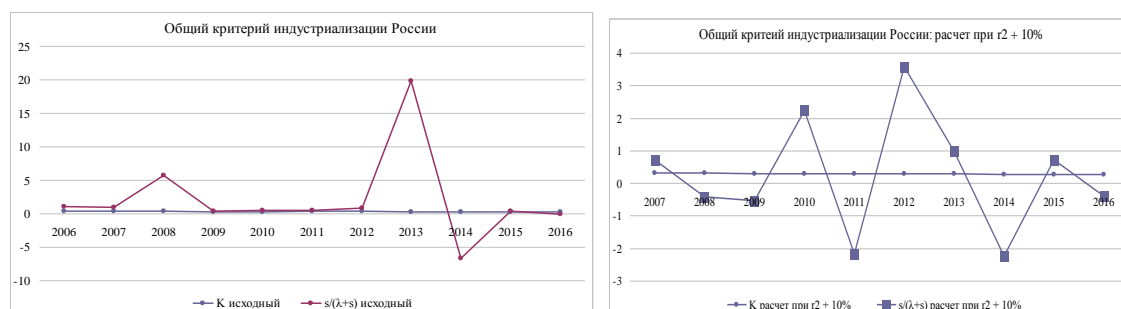 Общий критерий индустриализации России
25
20
15
10
5
0
-5
-10
2006 2007 2008 2009 2010 2011 2012 2013 2014 2015 2016
K исходный s/(λ+s) исходный
Общий критеий индустриализации России: расчет при r2 + 10%
4
3
2
1
0
-1
-2
-3
2007 2008 2009 2010 2011 2012 2013 2014 2015 2016
K расчет при r2 + 10% s/(λ+s) расчет при r2 + 10%